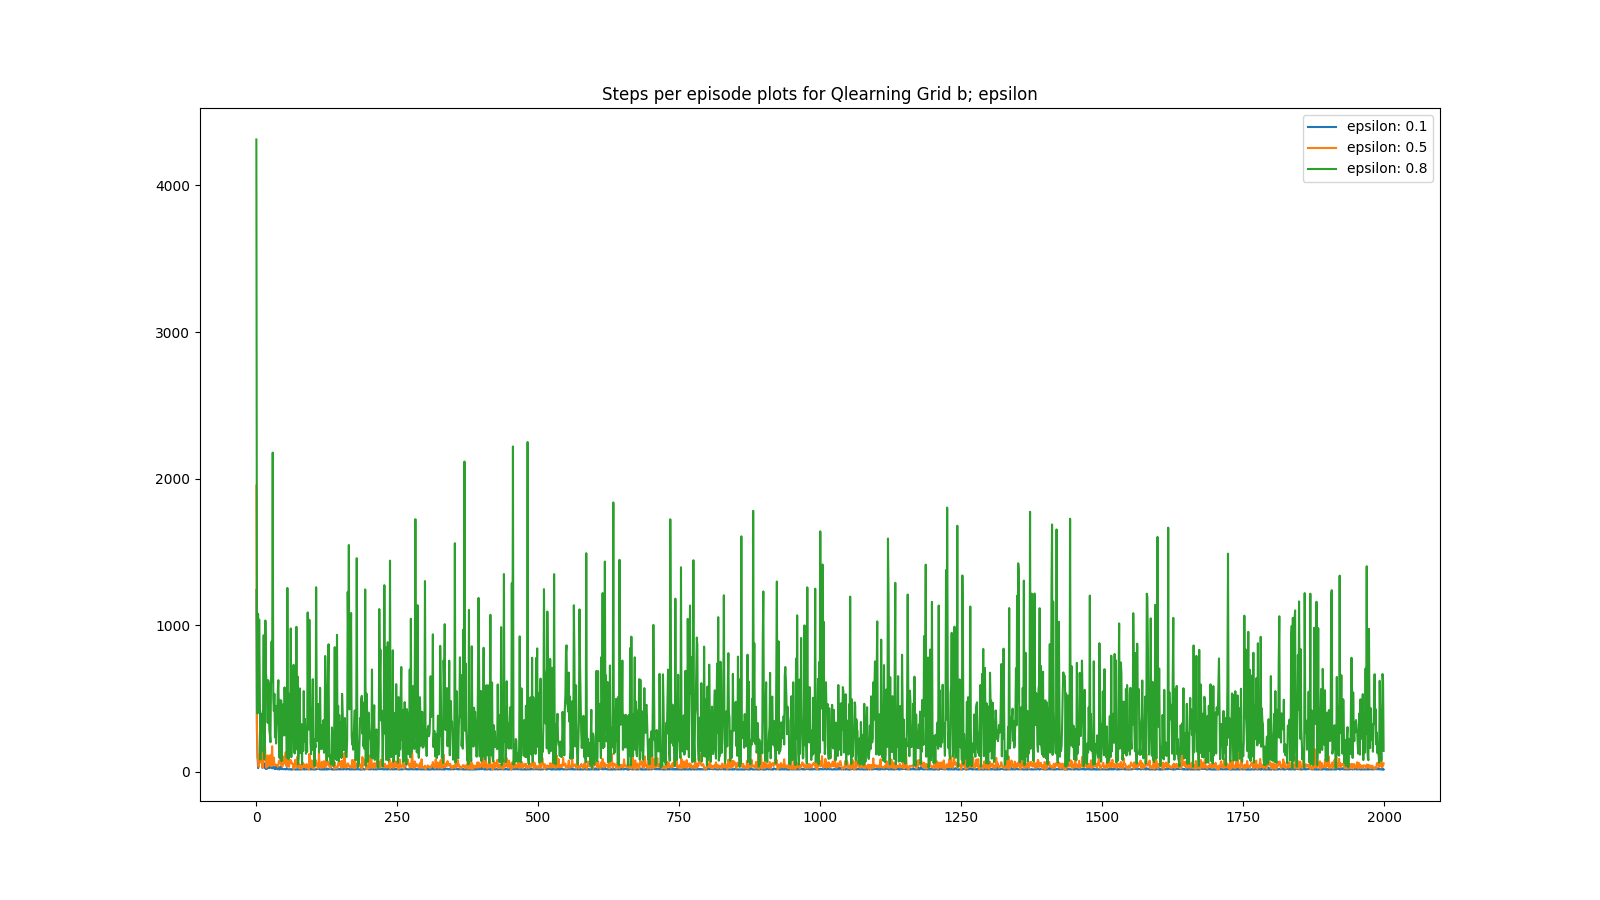 Steps per episode plots for Qlearning Grid b; epsilon
epsilon: 0.1
epsilon: 0.5
epsilon: 0.8
4000
3000
2000
1000
0
0 250 500 750 1000 1250 1500 1750 2000